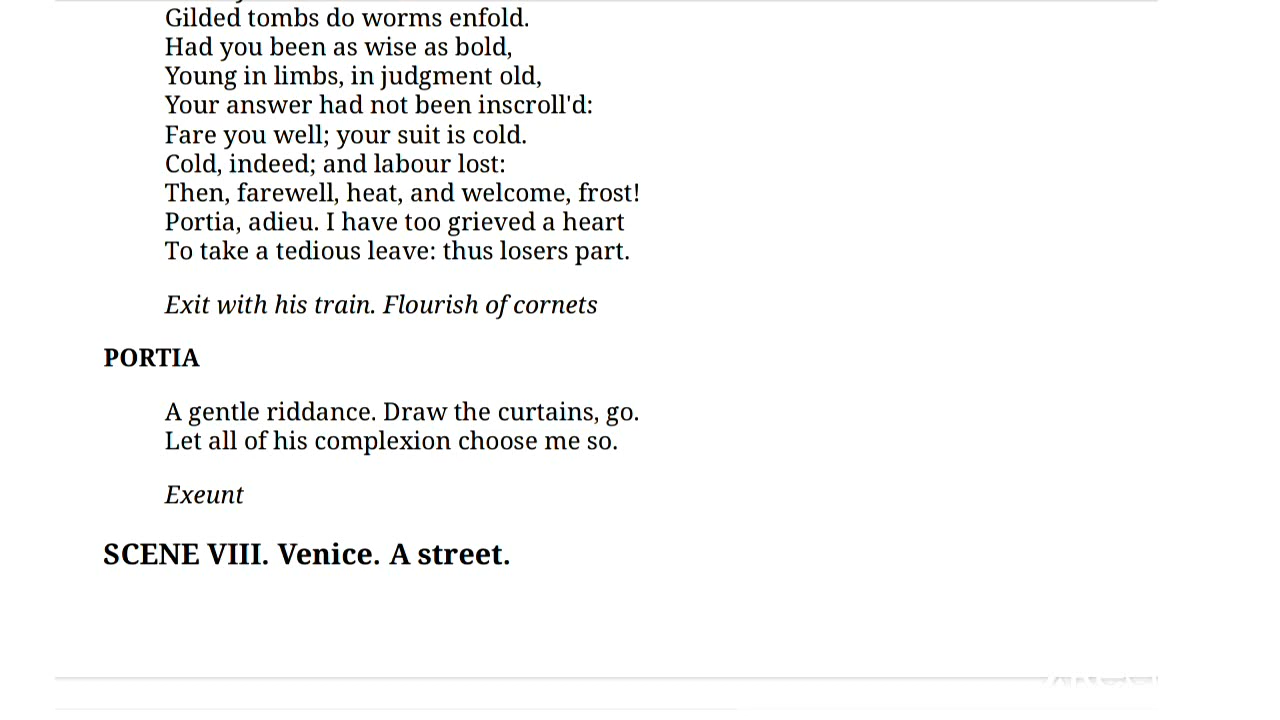 Gilded tombs do worms enfold.
Had you been as wise as bold,
Young in limbs, in judgment old,
Your answer had not been inscroll'd:
Fare you well; your suit is cold.
Cold, indeed; and labour lost:
Then, farewell, heat, and welcome, frost!
Portia, adieu. I have too grieved a heart
To take a tedious leave: thus losers part.
Exit with his train. Flourish of cornets
PORTIA
A gentle riddance. Draw the curtains, go.
Let all of his complexion choose me so.
Exeunt
SCENE VIII. Venice. A street.